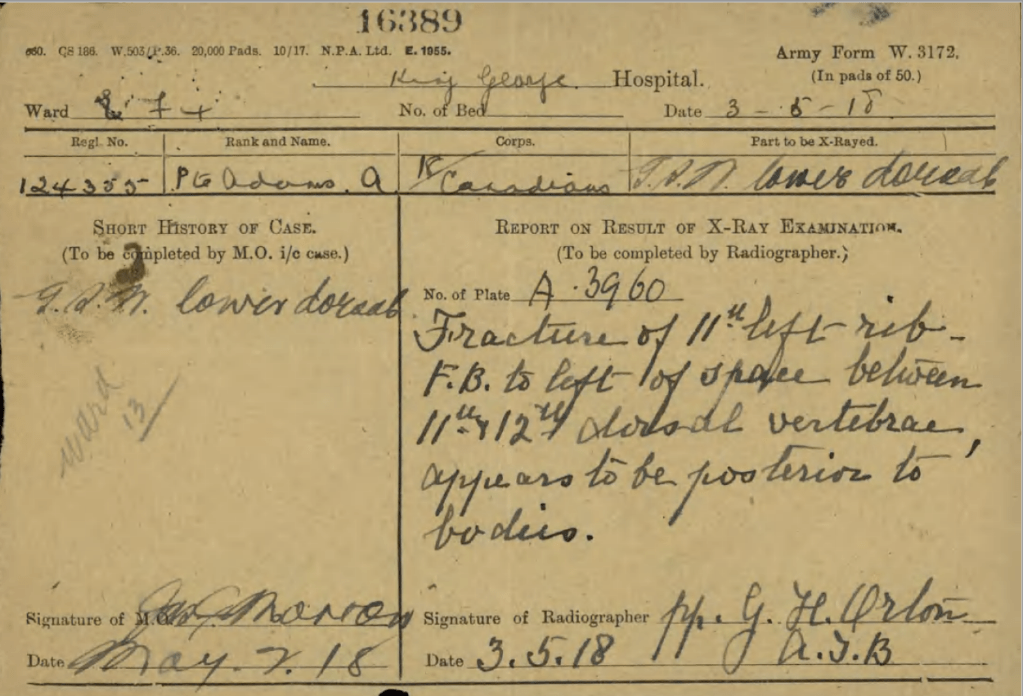 16389
660. CS 186. W.503/P.36. 20,000 Pads. 10/17. N.P.A. Ltd. E. 1955.
Army Form W. 3172.
(In pads of 50.)
King George Hospital.
Ward 74 No. of Bed Date 3-5-18
Regl. No. Rank and Name. Corps. Part to be X-Rayed.
124355 Pte Adams. A 18/Canadians G.S.W. lower dorsal
SHORT HISTORY OF CASE.
(To be completed by M.O. i/c case.)
G.S.W. lower dorsal
Ward
13
REPORT ON RESULT OF X-RAY EXAMINATION.
(To be completed by Radiographer.)
No. of Plate A.3960
Fracture of 11th left rib -
F.B. to left of space between
11th & 12th dorsal vertebrae,
appears to be posterior to
bodies.
Signature of M.O.
Date May. 2. 18
Signature of Radiographer pp. G. H. Orton
A.J.B
Date 3.5.18